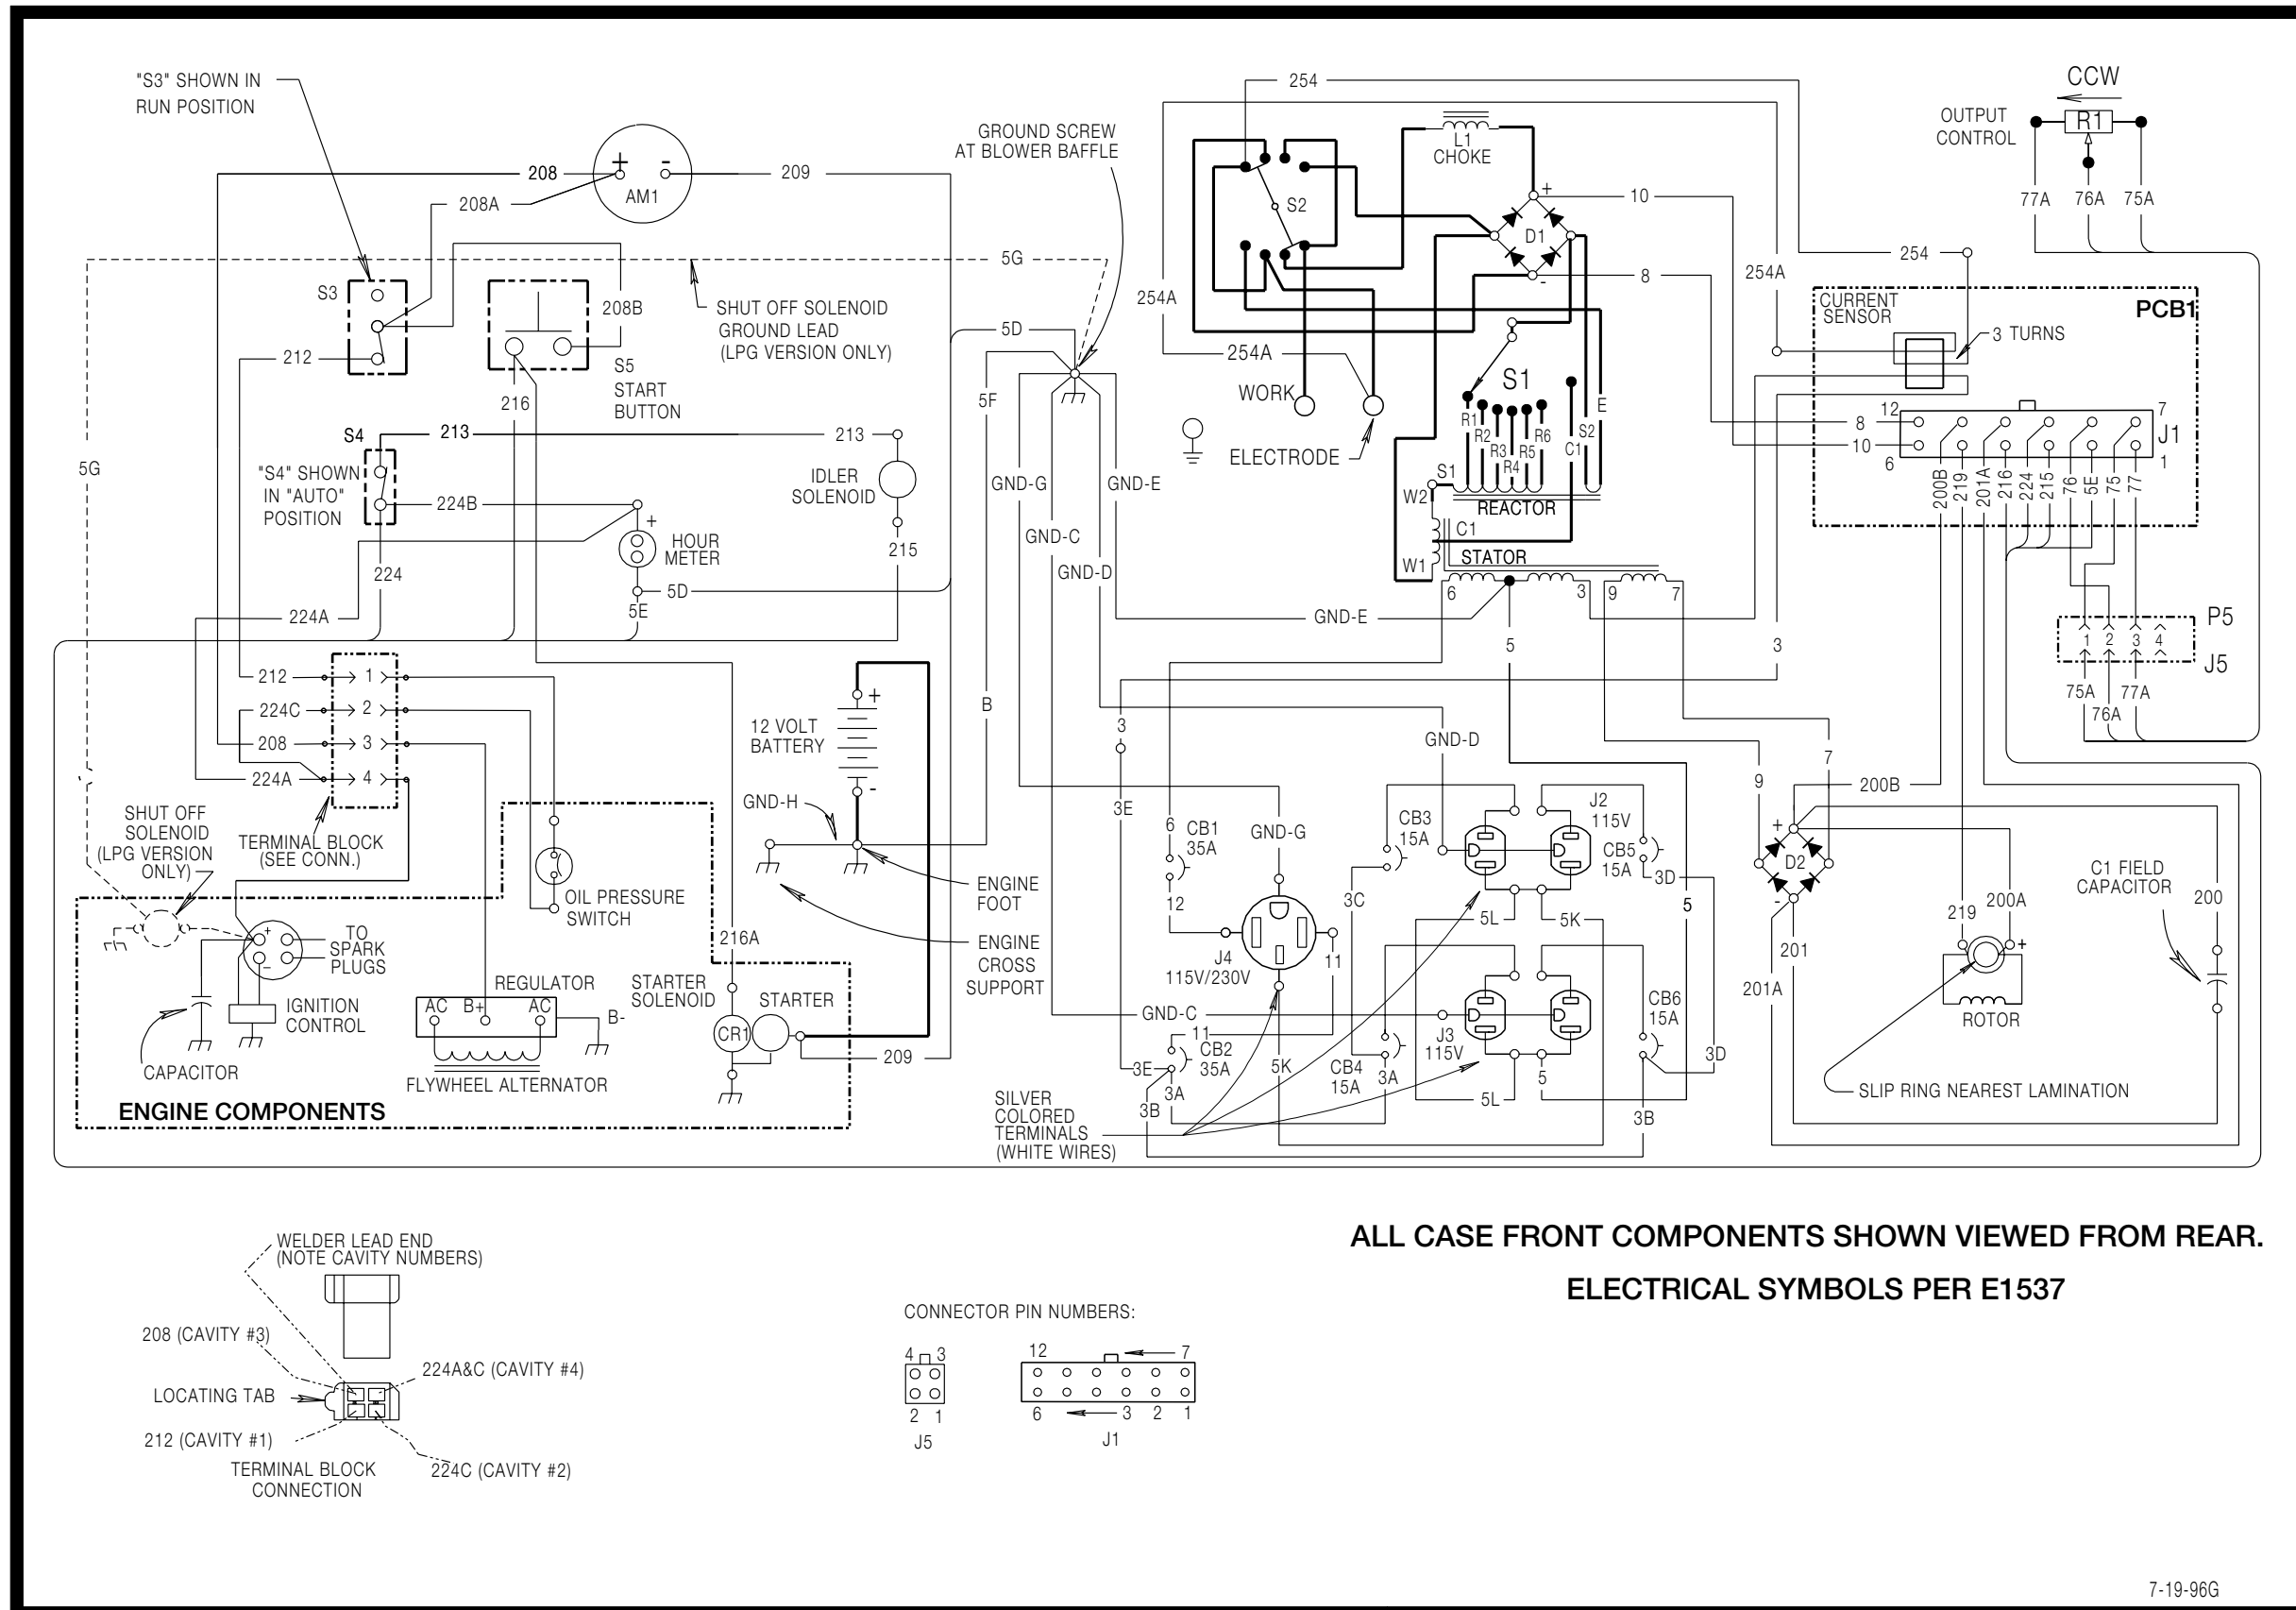 "S3" SHOWN IN
RUN POSITION
+ -
AM1
208
209
208A
S3
212
208B
S5
START
BUTTON
216
5G
SHUT OFF SOLENOID
GROUND LEAD
(LPG VERSION ONLY)
GROUND SCREW
AT BLOWER BAFFLE
5D
5F
S4
213
213
"S4" SHOWN
IN "AUTO"
POSITION
224B
224
IDLER
SOLENOID
215
+
HOUR
METER
5D
5E
224A
5G
212
224C
208
224A
1
2
3
4
TERMINAL BLOCK
(SEE CONN.)
SHUT OFF
SOLENOID
(LPG VERSION
ONLY)
12 VOLT
BATTERY
+
-
B
GND-H
ENGINE
FOOT
ENGINE
CROSS
SUPPORT
OIL PRESSURE
SWITCH
216A
+
-
TO
SPARK
PLUGS
IGNITION
CONTROL
CAPACITOR
REGULATOR
AC B+ AC
B-
FLYWHEEL ALTERNATOR
STARTER
SOLENOID
STARTER
CR1
209
ENGINE COMPONENTS
254
254A
254A
S2
L1
CHOKE
+
D1
-
10
8
254
254A
WORK
ELECTRODE
S1
R1
R2
R3
R4
R5
R6
C1
S2
E
S1
W2
REACTOR
C1
STATOR
W1
6
3
9
7
GND-G
GND-E
GND-C
GND-D
GND-E
5
3
CCW
OUTPUT
CONTROL
R1
77A
76A
75A
CURRENT
SENSOR
PCB1
3 TURNS
12
7
8
10
J1
6
1
200B
219
201A
216
224
215
76
5E
75
77
P5
1 2 3 4
J5
75A
77A
76A
3
3E
6
CB1
35A
12
GND-G
GND-D
CB3
15A
J2
115V
CB5
15A
3D
3C
5L
5K
5
J4
115V/230V
11
GND-C
11
3E
CB2
35A
3A
3B
5K
CB4
15A
3A
J3
115V
5L
5
CB6
15A
3D
3B
SILVER
COLORED
TERMINALS
(WHITE WIRES)
9
7
200B
+
D2
-
201
201A
219
200A
+
ROTOR
C1 FIELD
CAPACITOR
200
SLIP RING NEAREST LAMINATION
ALL CASE FRONT COMPONENTS SHOWN VIEWED FROM REAR.
ELECTRICAL SYMBOLS PER E1537
WELDER LEAD END
(NOTE CAVITY NUMBERS)
208 (CAVITY #3)
224A&C (CAVITY #4)
LOCATING TAB
212 (CAVITY #1)
224C (CAVITY #2)
TERMINAL BLOCK
CONNECTION
CONNECTOR PIN NUMBERS:
4 3
2 1
J5
12 7
6 3 2 1
J1
7-19-96G